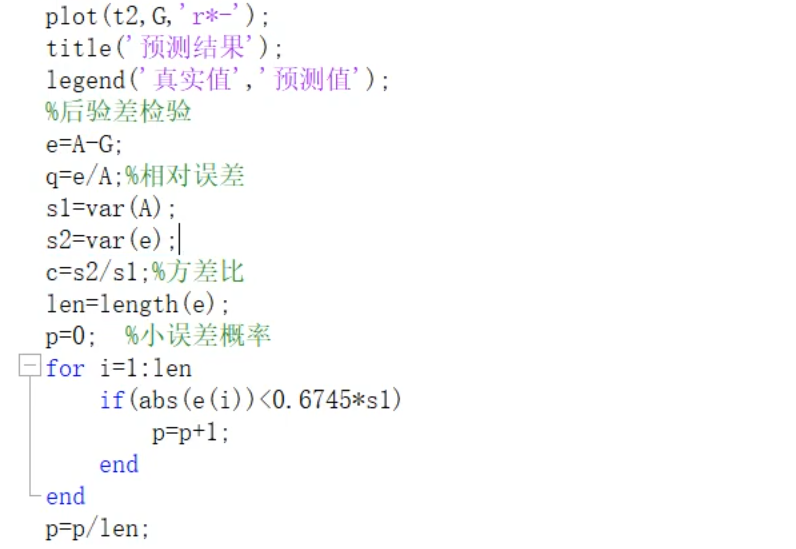 plot(t2,G,'r*-');
title('预测结果');
legend('真实值','预测值');
%后验差检验
e=A-G;
q=e/A;%相对误差
s1=var(A);
s2=var(e);
c=s2/s1;%方差比
len=length(e);
p=0;  %小误差概率
for i=1:len
    if(abs(e(i))<0.6745*s1)
        p=p+1;
    end
end
p=p/len;